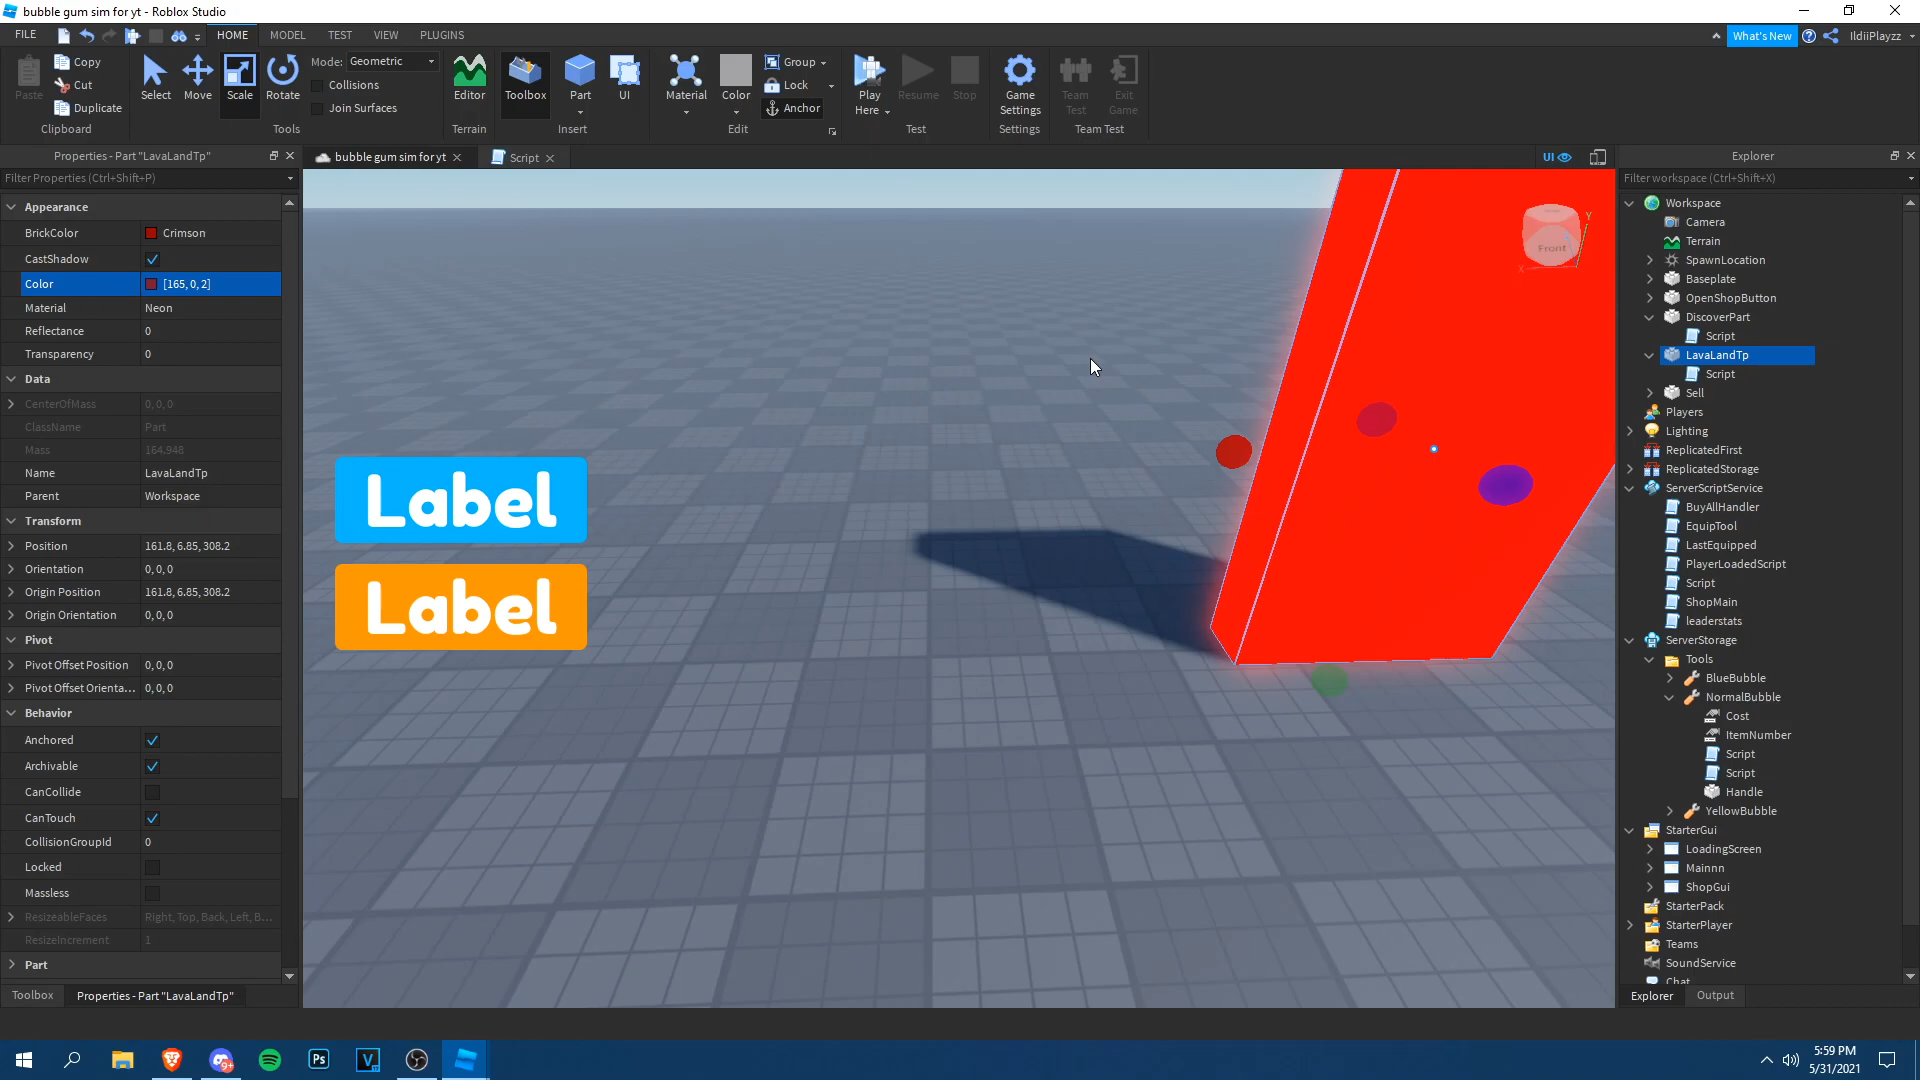 bubble gum sim for yt - Roblox Studio
FILE HOME MODEL TEST VIEW PLUGINS What's New IldiiPlayzz
Paste Copy Cut Duplicate Clipboard
Select Move Scale Rotate Mode: Geometric Collisions Join Surfaces Tools
Editor Terrain
Toolbox Part UI Insert
Material Color Group Lock Anchor Edit
Play Here Resume Stop Test
Game Settings Settings
Team Test Exit Game Team Test
Properties - Part "LavaLandTp"
Filter Properties (Ctrl+Shift+P)
Appearance
BrickColor Crimson
CastShadow
Color [165, 0, 2]
Material Neon
Reflectance 0
Transparency 0
Data
CenterOfMass 0, 0, 0
ClassName Part
Mass 164.948
Name LavaLandTp
Parent Workspace
Transform
Position 161.8, 6.85, 308.2
Orientation 0, 0, 0
Origin Position 161.8, 6.85, 308.2
Origin Orientation 0, 0, 0
Pivot
Pivot Offset Position 0, 0, 0
Pivot Offset Orienta... 0, 0, 0
Behavior
Anchored
Archivable
CanCollide
CanTouch
CollisionGroupId 0
Locked
Massless
ResizeableFaces Right, Top, Back, Left, B...
ResizeIncrement 1
Part
Toolbox Properties - Part "LavaLandTp"
bubble gum sim for yt Script UI
Front
X Y
Label
Label
Explorer
Filter workspace (Ctrl+Shift+X)
Workspace
Camera
Terrain
SpawnLocation
Baseplate
OpenShopButton
DiscoverPart
Script
LavaLandTp
Script
Sell
Players
Lighting
ReplicatedFirst
ReplicatedStorage
ServerScriptService
BuyAllHandler
EquipTool
LastEquipped
PlayerLoadedScript
Script
ShopMain
leaderstats
ServerStorage
Tools
BlueBubble
NormalBubble
Cost
ItemNumber
Script
Script
Handle
YellowBubble
StarterGui
LoadingScreen
Mainnn
ShopGui
StarterPack
StarterPlayer
Teams
SoundService
Chat
Explorer Output
9+ Ps V
5:59 PM
5/31/2021